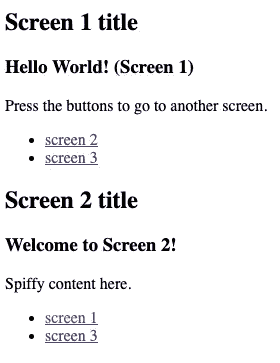 Screen 1 title
Hello World! (Screen 1)
Press the buttons to go to another screen.
screen 2
screen 3
Screen 2 title
Welcome to Screen 2!
Spiffy content here.
screen 1
screen 3